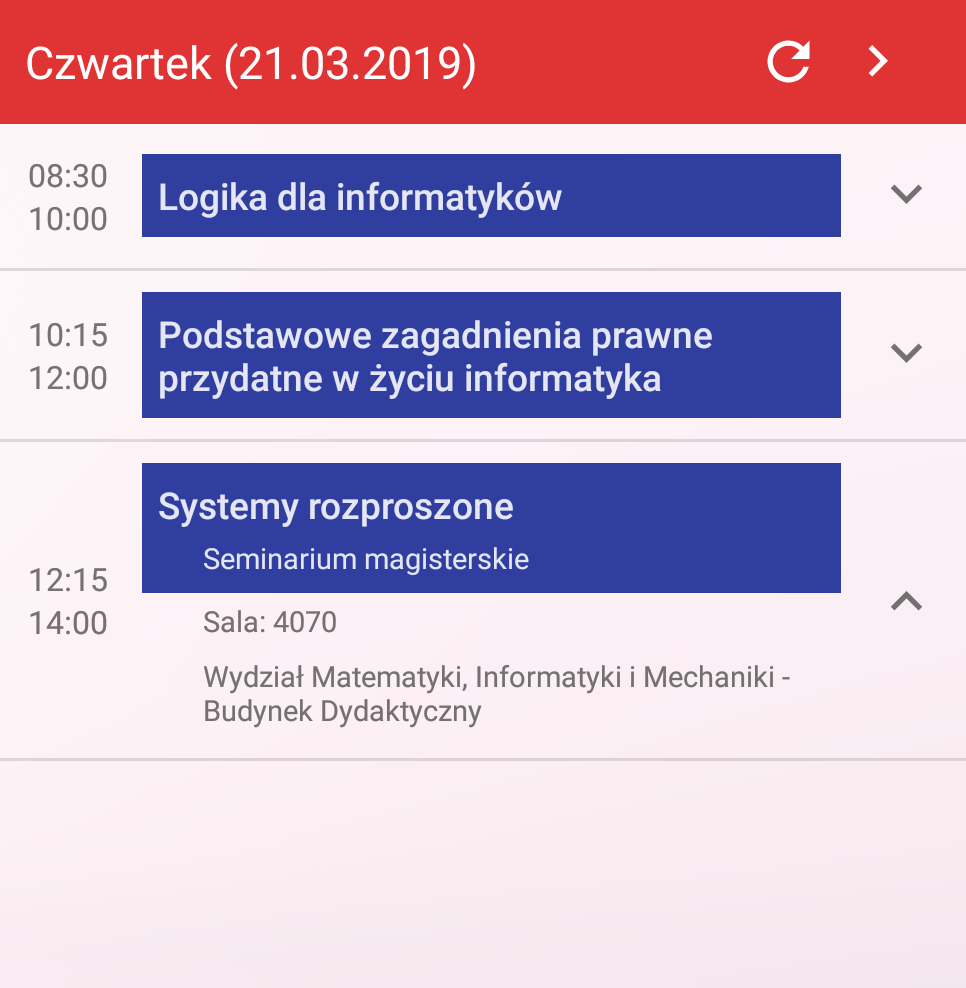 Czwartek (21.03.2019)
08:30
10:00
Logika dla informatyków
10:15
12:00
Podstawowe zagadnienia prawne
przydatne w życiu informatyka
12:15
14:00
Systemy rozproszone
Seminarium magisterskie
Sala: 4070
Wydział Matematyki, Informatyki i Mechaniki -
Budynek Dydaktyczny